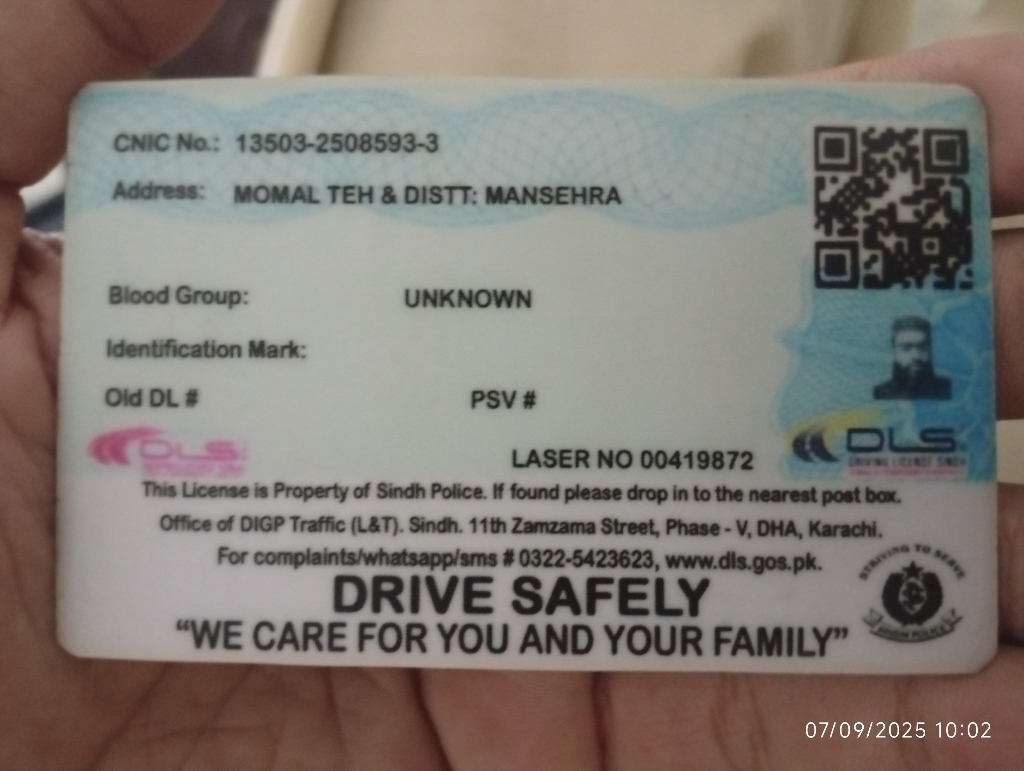 CNIC No.: 13503-2508593-3
Address: MOMAL TEH & DISTT: MANSEHRA
Blood Group: UNKNOWN
Identification Mark:
Old DL # PSV #
DLS
LASER NO 00419872
DLS
DRIVING LICENSE SINDH
This License is Property of Sindh Police. If found please drop in to the nearest post box.
Office of DIGP Traffic (L&T). Sindh. 11th Zamzama Street, Phase - V, DHA, Karachi.
For complaints/whatsapp/sms # 0322-5423623, www.dls.gos.pk.
STRIVING TO SERVE
SINDH POLICE
DRIVE SAFELY
“WE CARE FOR YOU AND YOUR FAMILY”
07/09/2025 10:02